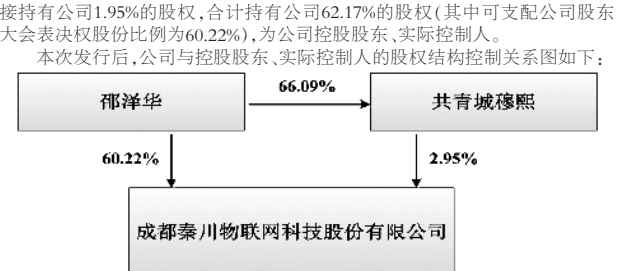 接持有公司1.95%的股权,合计持有公司62.17%的股权(其中可支配公司股东
大会表决权股份比例为60.22%),为公司控股股东、实际控制人。
本次发行后,公司与控股股东、实际控制人的股权结构控制关系图如下:
邵泽华
66.09%
共青城穆熙
60.22%
2.95%
成都秦川物联网科技股份有限公司